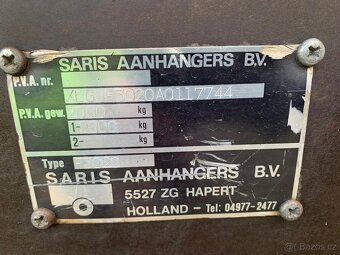 SARIS AANHANGERS B.V.
P.V.A. nr.
P.V.A. gew. kg
1- kg
2- kg
Type
SARIS AANHANGERS B.V.
5527 ZG HAPERT
HOLLAND - Tel: 04977-2477